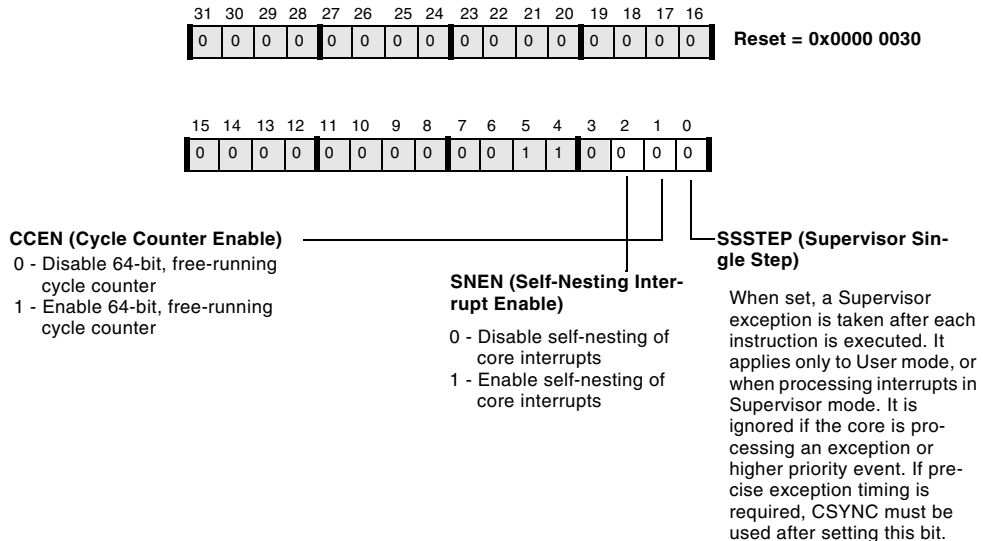 31 30 29 28 27 26 25 24 23 22 21 20 19 18 17 16
0 0 0 0 0 0 0 0 0 0 0 0 0 0 0 0 Reset = 0x0000 0030
15 14 13 12 11 10 9 8 7 6 5 4 3 2 1 0
0 0 0 0 0 0 0 0 0 0 1 1 0 0 0 0
CCEN (Cycle Counter Enable)
0 - Disable 64-bit, free-running
cycle counter
1 - Enable 64-bit, free-running
cycle counter
SNEN (Self-Nesting Inter-
rupt Enable)
0 - Disable self-nesting of
core interrupts
1 - Enable self-nesting of
core interrupts
SSSTEP (Supervisor Sin-
gle Step)
When set, a Supervisor
exception is taken after each
instruction is executed. It
applies only to User mode, or
when processing interrupts in
Supervisor mode. It is
ignored if the core is pro-
cessing an exception or
higher priority event. If pre-
cise exception timing is
required, CSYNC must be
used after setting this bit.